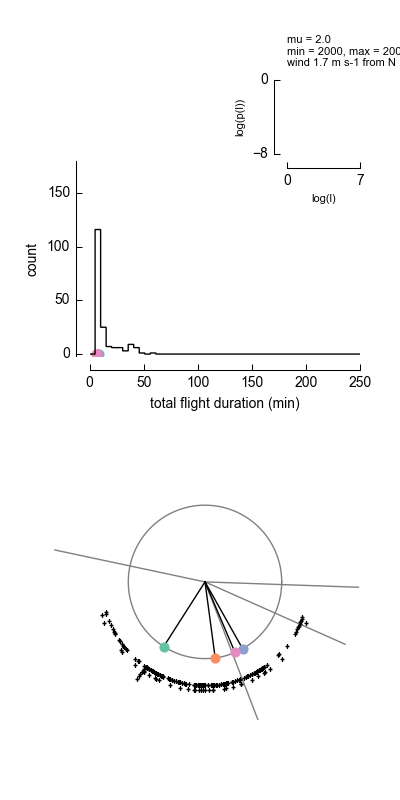 mu = 2.0
min = 2000, max = 200
wind 1.7 m s-1 from N
0
log(p(l))
−8
0 7
log(l)
150
count
100
50
0
0 50 100 150 200 250
total flight duration (min)